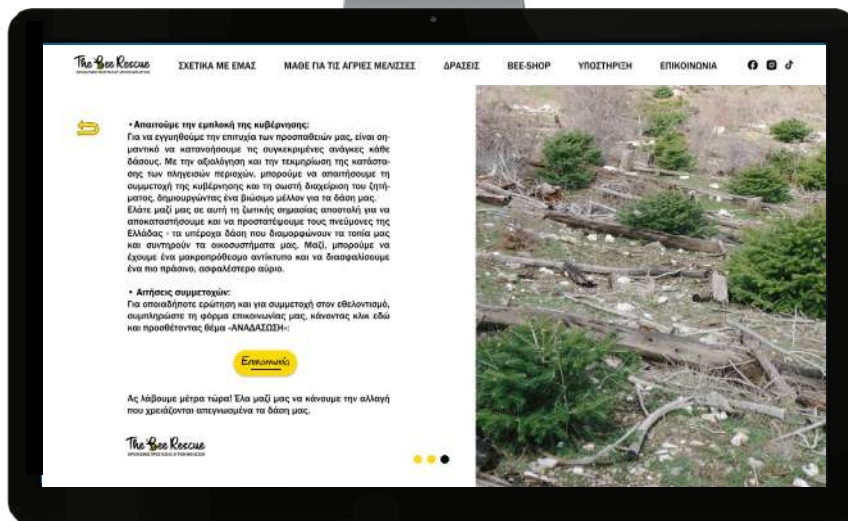 The Bee Rescue
ΣΧΕΤΙΚΑ ΜΕ ΕΜΑΣ
ΜΑΘΕ ΓΙΑ ΤΙΣ ΑΓΡΙΕΣ ΜΕΛΙΣΣΕΣ
ΔΡΑΣΕΙΣ
BEE-SHOP
ΥΠΟΣΤΗΡΙΞΗ
ΕΠΙΚΟΙΝΩΝΙΑ
• Απαιτούμε την εμπλοκή της κυβέρνησης:
Για να εγγυηθούμε την επιτυχία των προσπαθειών μας, είναι ση-
μαντικό να κατανοήσουμε τις συγκεκριμένες ανάγκες κάθε
δάσους. Με την αξιολόγηση και την τεκμηρίωση της κατάστα-
σης των πληγεισών περιοχών, μπορούμε να απαιτήσουμε τη
συμμετοχή της κυβέρνησης και τη σωστή διαχείριση του ζητή-
ματος, δημιουργώντας ένα βιώσιμο μέλλον για τα δάση μας.
Ελάτε μαζί μας σε αυτή τη ζωτικής σημασίας αποστολή για να
αποκαταστήσουμε και να προστατέψουμε τους πνεύμονες της
Ελλάδας - τα υπέροχα δάση που διαμορφώνουν τα τοπία μας
και συντηρούν τα οικοσυστήματα μας. Μαζί, μπορούμε να
έχουμε ένα μακροπρόθεσμο αντίκτυπο και να διασφαλίσουμε
ένα πιο πράσινο, ασφαλέστερο αύριο.
• Αιτήσεις συμμετοχών:
Για οποιαδήποτε ερώτηση και για συμμετοχή στον εθελοντισμό,
συμπληρώστε τη φόρμα επικοινωνίας μας, κάνοντας κλικ εδώ
και προσθέτοντας θέμα «ΑΝΑΔΑΣΩΣΗ»:
Επικοινωνία
Ας λάβουμε μέτρα τώρα! Έλα μαζί μας να κάνουμε την αλλαγή
που χρειάζονται απεγνωσμένα τα δάση μας.
The Bee Rescue